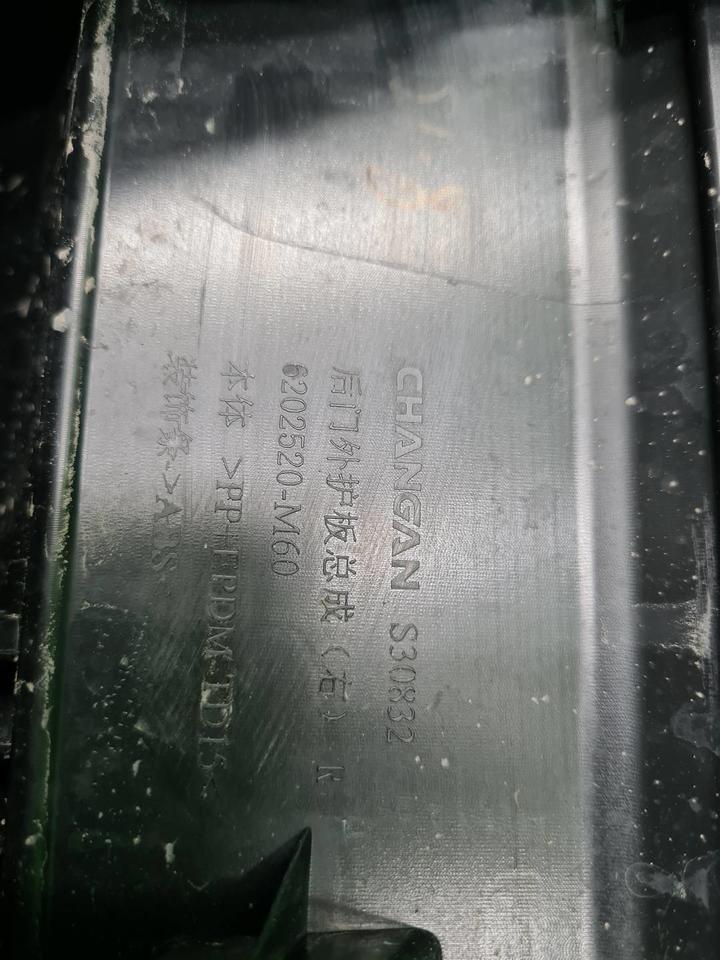 CHANGAN S30832
后门外护板总成（右） R
6202520-M60
本体 >PP+EPDM-TD15<
装饰条->ABS<